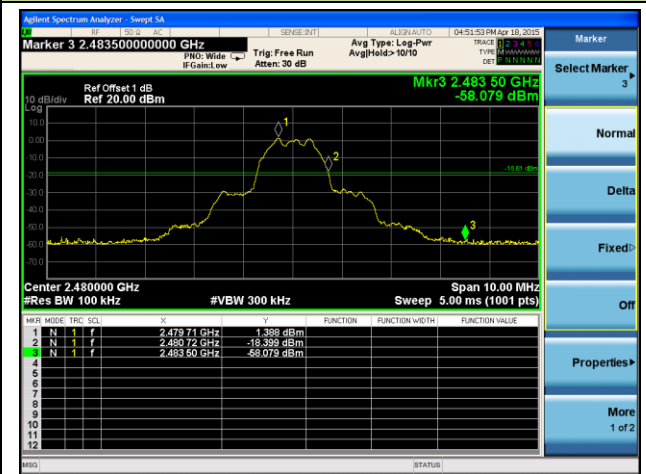 Agilent Spectrum Analyzer - Swept SA
RF 50 Ω AC SENSE:INT ALIGNAUTO 04:51:53 PM Apr 18, 2015
Marker 3 2.483500000000 GHz
PNO: Wide
IFGain:Low
Trig: Free Run
Atten: 30 dB
Avg Type: Log-Pwr
Avg|Hold:>10/10
TRACE 1 2 3 4 5 6
TYPE M
DET P N N N N N
Ref Offset 1 dB
Ref 20.00 dBm
10 dB/div
Log
Mkr3 2.483 50 GHz
-58.079 dBm
10.0
0.00
-10.0
-20.0
-30.0
-40.0
-50.0
-60.0
-70.0
1
2
3
-18.61 dBm
Center 2.480000 GHz
#Res BW 100 kHz
#VBW 300 kHz
Span 10.00 MHz
Sweep 5.00 ms (1001 pts)
MKR MODE TRC SCL X Y FUNCTION FUNCTION WIDTH FUNCTION VALUE
1 N 1 f 2.479 71 GHz 1.388 dBm
2 N 1 f 2.480 72 GHz -18.399 dBm
3 N 1 f 2.483 50 GHz -58.079 dBm
4
5
6
7
8
9
10
11
12
MSG STATUS
Marker
Select Marker
3
Normal
Delta
Fixed
Off
Properties
More
1 of 2